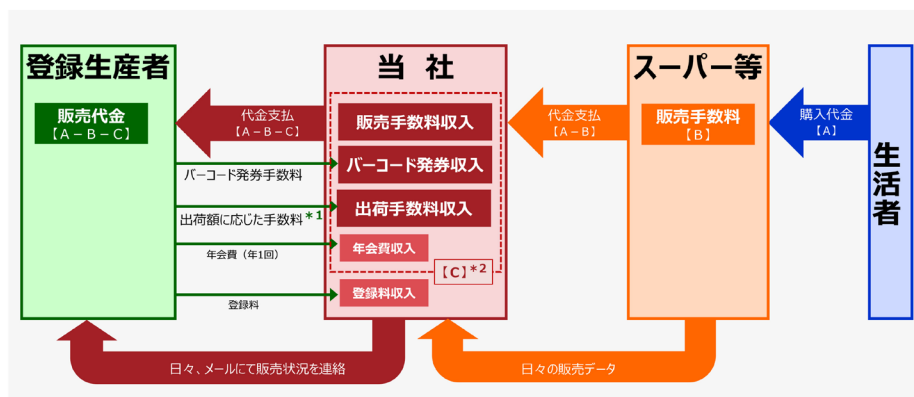 登録生産者
販売代金
【A－B－C】
代金支払
【A－B－C】
バーコード発券手数料
出荷額に応じた手数料＊1
年会費（年1回）
登録料
当 社
販売手数料収入
バーコード発券収入
出荷手数料収入
年会費収入
【C】＊2
登録料収入
代金支払
【A－B】
スーパー等
販売手数料
【B】
購入代金
【A】
生活者
日々、メールにて販売状況を連絡
日々の販売データ